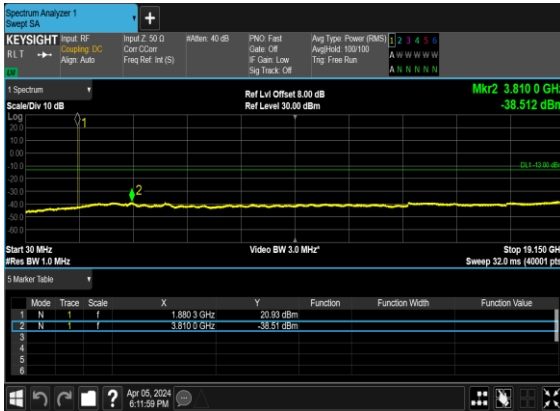 Spectrum Analyzer 1
Swept SA
KEYSIGHT
RLT
Input: RF
Coupling: DC
Align: Auto
Input Z: 50 Ω
Corr CCorr
Freq Ref: Int (S)
#Atten: 40 dB
PNO: Fast
Gate: Off
IF Gain: Low
Sig Track: Off
Avg Type: Power (RMS)
Avg|Hold: 100/100
Trig: Free Run
1 2 3 4 5 6
A W W W W W
A N N N N N
1 Spectrum
Scale/Div 10 dB
Ref Lvl Offset 8.00 dB
Ref Level 30.00 dBm
Mkr2 3.810 0 GHz
-38.512 dBm
Log
20.0
10.0
0.00
-10.0
-20.0
-30.0
-40.0
-50.0
-60.0
1
2
DL1 -13.00 dBm
Start 30 MHz
#Res BW 1.0 MHz
Video BW 3.0 MHz*
Stop 19.150 GHz
Sweep 32.0 ms (40001 pts)
5 Marker Table
Mode Trace Scale X Y Function Function Width Function Value
1 N 1 f 1.880 3 GHz 20.93 dBm
2 N 1 f 3.810 0 GHz -38.51 dBm
3
4
5
6
?
Apr 05, 2024
6:11:59 PM